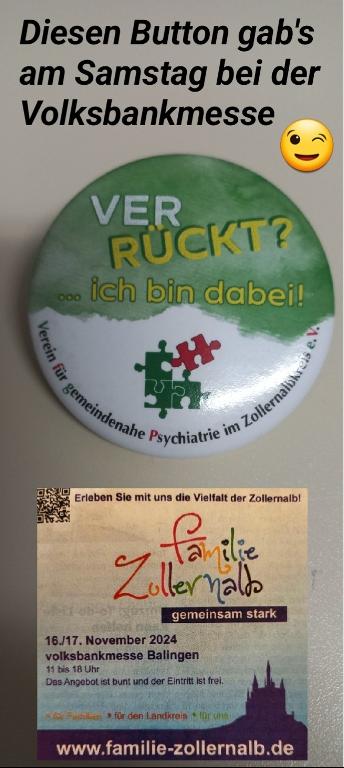 Diesen Button gab's
am Samstag bei der
Volksbankmesse
VER
RÜCKT?
... ich bin dabei!
Verein für gemeindenahe Psychiatrie im Zollernalbkreis e.V.
Erleben Sie mit uns die Vielfalt der Zollernalb!
familie
Zollernalb
gemeinsam stark
16./17. November 2024
volksbankmesse Balingen
11 bis 18 Uhr
Das Angebot ist bunt und der Eintritt ist frei.
für Familien für den Landkreis für uns
www.familie-zollernalb.de